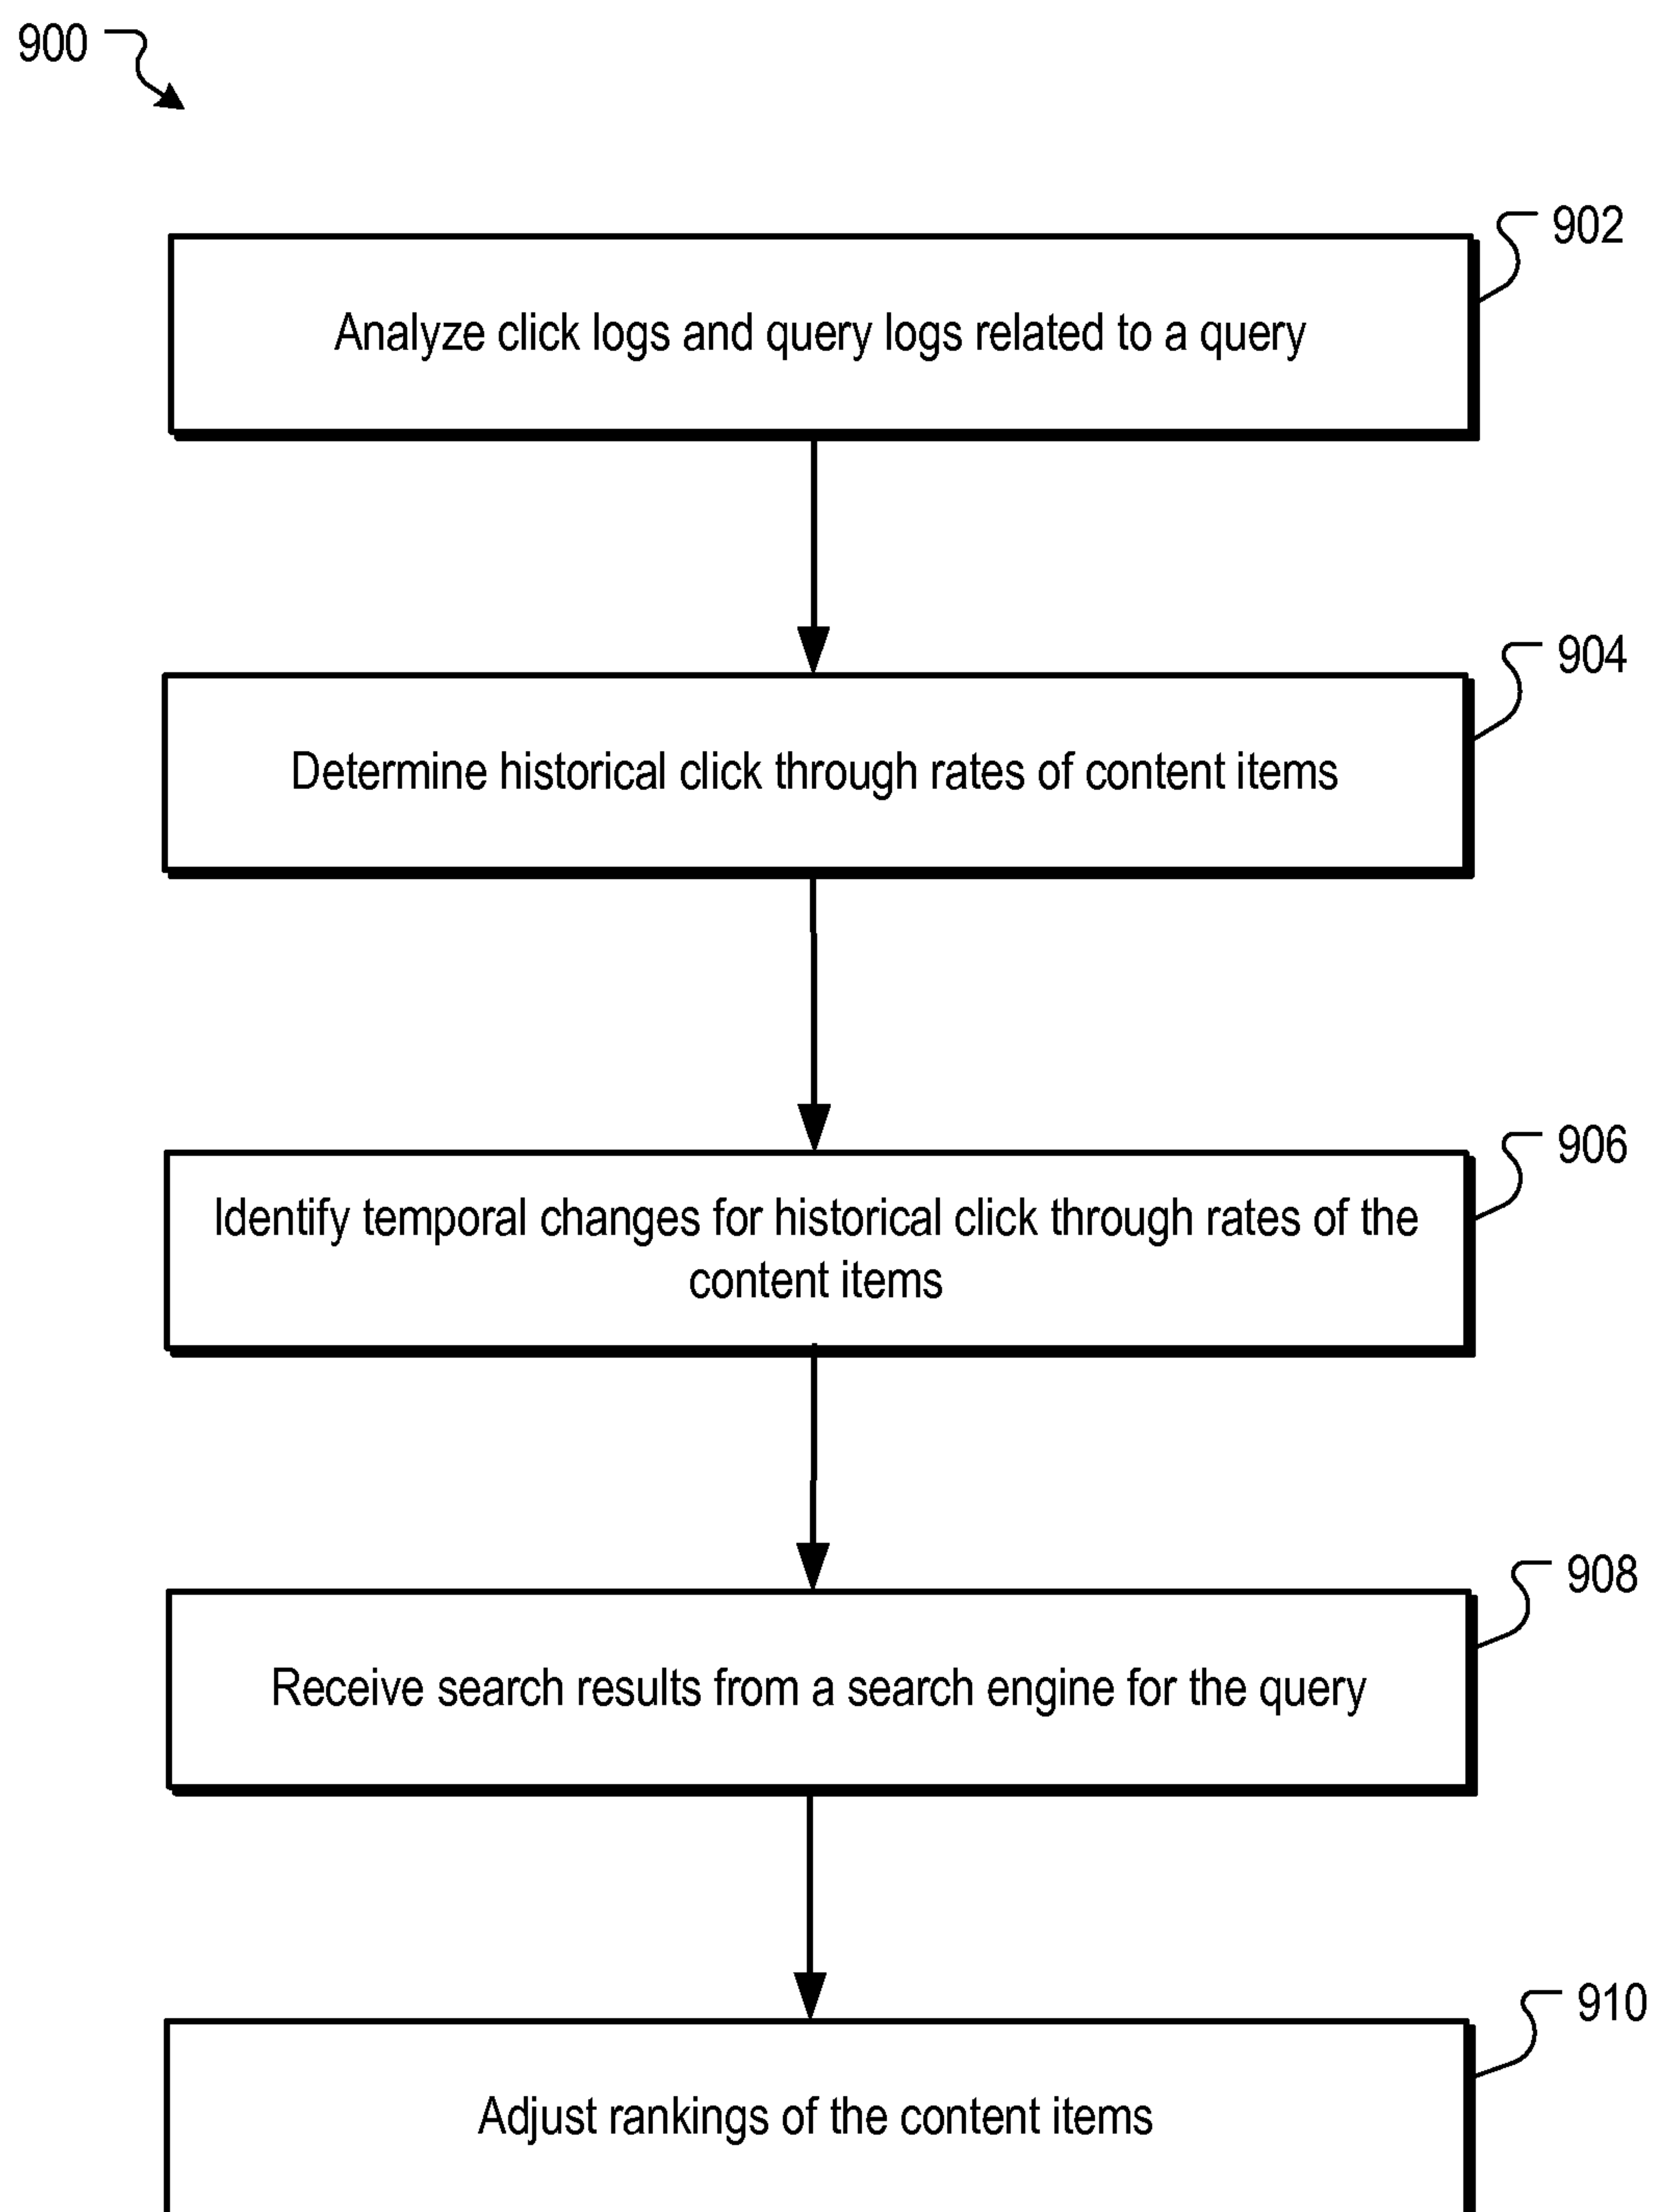 900
902
Analyze click logs and query logs related to a query
904
Determine historical click through rates of content items
906
Identify temporal changes for historical click through rates of the
content items
908
Receive search results from a search engine for the query
910
Adjust rankings of the content items